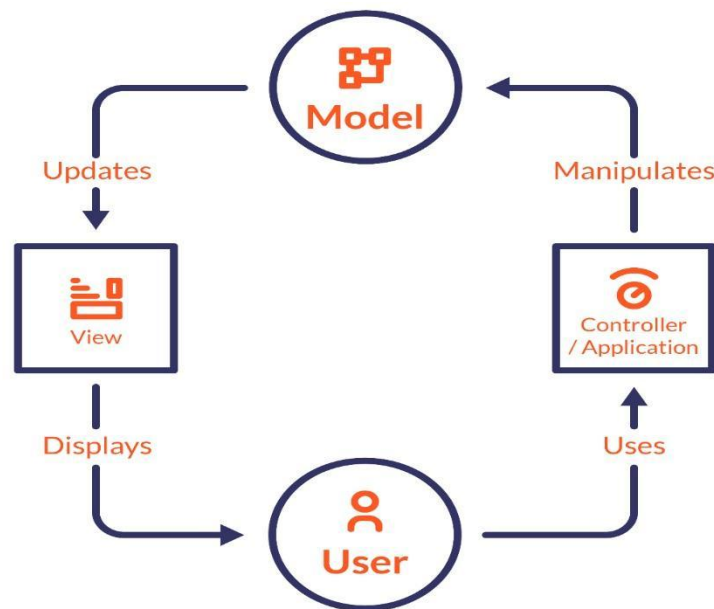 Model
Updates
Manipulates
View
Controller
/ Application
Displays
Uses
User